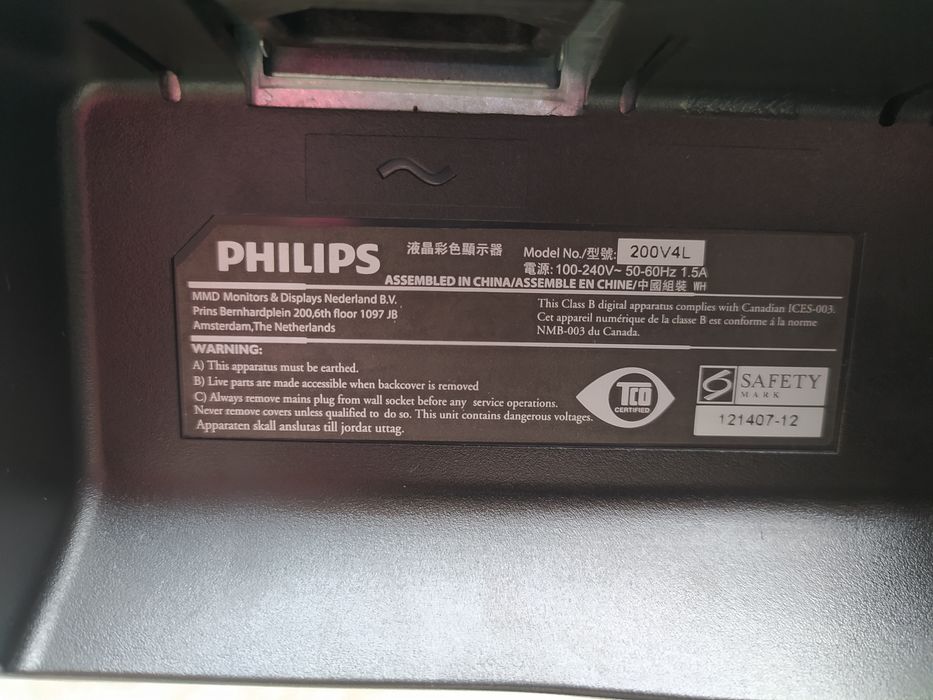 PHILIPS 液晶彩色顯示器 Model No./型號: 200V4L
電源: 100-240V~ 50-60Hz 1.5A
ASSEMBLED IN CHINA/ASSEMBLE EN CHINE/中國組裝 WH
MMD Monitors & Displays Nederland B.V.
Prins Bernhardplein 200,6th floor 1097 JB
Amsterdam,The Netherlands
This Class B digital apparatus complies with Canadian ICES-003.
Cet appareil numérique de la classe B est conforme á la norme
NMB-003 du Canada.
WARNING:
A) This apparatus must be earthed.
B) Live parts are made accessible when backcover is removed
C) Always remove mains plug from wall socket before any service operations.
Never remove covers unless qualified to do so. This unit contains dangerous voltages.
Apparaten skall anslutas till jordat uttag.
TCO
CERTIFIED
SAFETY
MARK
121407-12